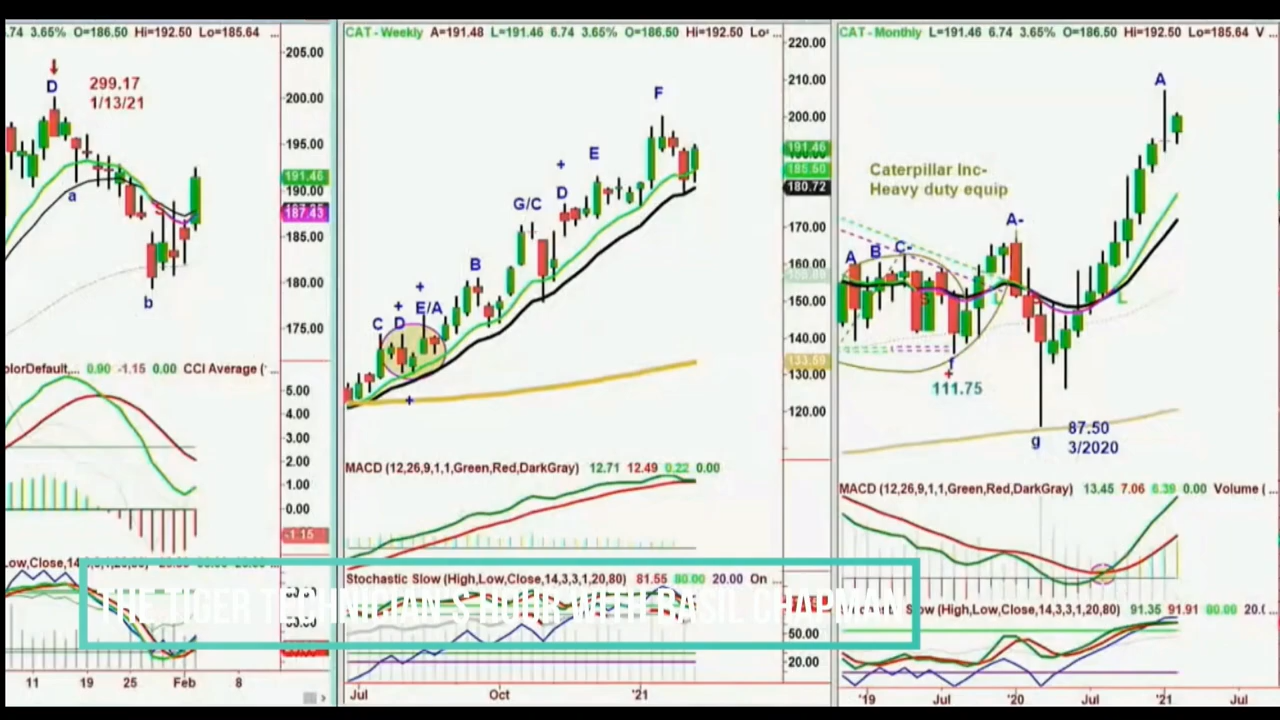 .74 3.65% O=186.50 Hi=192.50 Lo=185.64 ...
205.00
D
299.17
1/13/21
200.00
195.00
191.46
190.00
a
187.43
185.00
b
180.00
175.00
olorDefault,... 0.00 -1.15 0.00 CCI Average (
5.00
4.00
3.00
2.00
1.00
0.00
-1.15
11 19 25 Feb 8
CAT - Weekly A=191.48 L=191.46 6.74 3.65% O=186.50 Hi=192.50 Lo
220.00
210.00
F
200.00
191.46
185.50
180.72
+
E
D
G/C
170.00
B
160.00
150.00
+
+
E/A
C D
140.00
133.59
130.00
+
120.00
MACD (12,26,9,1,1,Green,Red,DarkGray) 12.71 12.49 0.22 0.00
Stochastic Slow (High,Low,Close,14,3,3,1,20,80) 81.55 80.00 20.00 On ...
50.00
20.00
Jul Oct '21
CAT - Monthly L=191.46 6.74 3.65% O=186.50 Hi=192.50 Lo=185.64 V ...
A
Caterpillar Inc-
Heavy duty equip
A-
A B C-
S L L
+
111.75
g
87.50
3/2020
MACD (12,26,9,1,1,Green,Red,DarkGray) 13.45 7.06 6.39 0.00 Volume (...
Slow (High,Low,Close,14,3,3,1,20,80) 91.35 91.91 80.00 20.(...
'19 Jul '20 Jul '21 Jul
THE TIGER TECHNICIAN'S HOUR WITH BASIL CHAPMAN